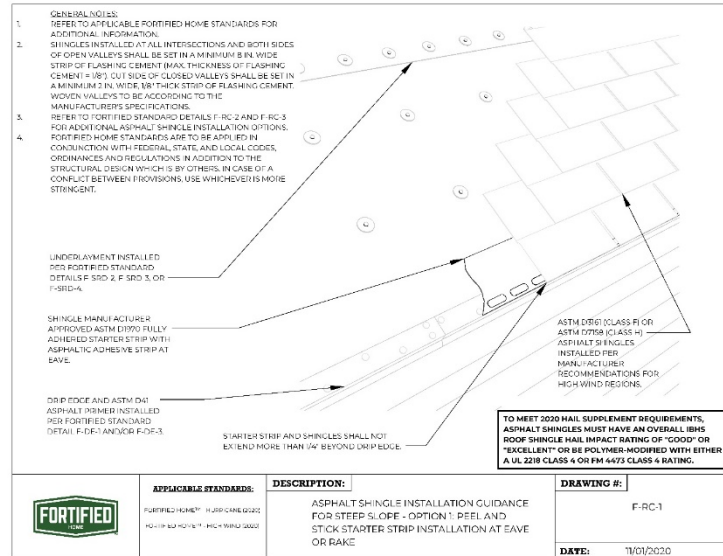 GENERAL NOTES:
1. REFER TO APPLICABLE FORTIFIED HOME STANDARDS FOR
ADDITIONAL INFORMATION.
2. SHINGLES INSTALLED AT ALL INTERSECTIONS AND BOTH SIDES
OF OPEN VALLEYS SHALL BE SET IN A MINIMUM 8 IN. WIDE
STRIP OF FLASHING CEMENT (MAX. THICKNESS OF FLASHING
CEMENT = 1/8"). CUT SIDE OF CLOSED VALLEYS SHALL BE SET IN
A MINIMUM 2 IN. WIDE, 1/8" THICK STRIP OF FLASHING CEMENT.
WOVEN VALLEYS TO BE ACCORDING TO THE
MANUFACTURER'S SPECIFICATIONS.
3. REFER TO FORTIFIED STANDARD DETAILS F-RC-2 AND F-RC-3
FOR ADDITIONAL ASPHALT SHINGLE INSTALLATION OPTIONS.
4. FORTIFIED HOME STANDARDS ARE TO BE APPLIED IN
CONJUNCTION WITH FEDERAL, STATE, AND LOCAL CODES,
ORDINANCES AND REGULATIONS IN ADDITION TO THE
STRUCTURAL DESIGN WHICH IS BY OTHERS. IN CASE OF A
CONFLICT BETWEEN PROVISIONS, USE WHICHEVER IS MORE
STRINGENT.
UNDERLAYMENT INSTALLED
PER FORTIFIED STANDARD
DETAILS F-SRD-2, F-SRD-3, OR
F-SRD-4.
SHINGLE MANUFACTURER
APPROVED ASTM D1970 FULLY
ADHERED STARTER STRIP WITH
ASPHALTIC ADHESIVE STRIP AT
EAVE.
DRIP EDGE AND ASTM D41
ASPHALT PRIMER INSTALLED
PER FORTIFIED STANDARD
DETAIL F-DE-1 AND/OR F-DE-3.
STARTER STRIP AND SHINGLES SHALL NOT
EXTEND MORE THAN 1/4" BEYOND DRIP EDGE.
ASTM D3161 (CLASS F) OR
ASTM D7158 (CLASS H)
ASPHALT SHINGLES
INSTALLED PER
MANUFACTURER
RECOMMENDATIONS FOR
HIGH WIND REGIONS.
TO MEET 2020 HAIL SUPPLEMENT REQUIREMENTS,
ASPHALT SHINGLES MUST HAVE AN OVERALL IBHS
ROOF SHINGLE HAIL IMPACT RATING OF "GOOD" OR
"EXCELLENT" OR BE POLYMER-MODIFIED WITH EITHER
A UL 2218 CLASS 4 OR FM 4473 CLASS 4 RATING.
FORTIFIED
HOME
APPLICABLE STANDARDS:
FORTIFIED HOME™ - HURRICANE (2020)
FORTIFIED HOME™ - HIGH WIND (2020)
DESCRIPTION:
ASPHALT SHINGLE INSTALLATION GUIDANCE
FOR STEEP SLOPE - OPTION 1: PEEL AND
STICK STARTER STRIP INSTALLATION AT EAVE
OR RAKE
DRAWING #:
F-RC-1
DATE: 11/01/2020